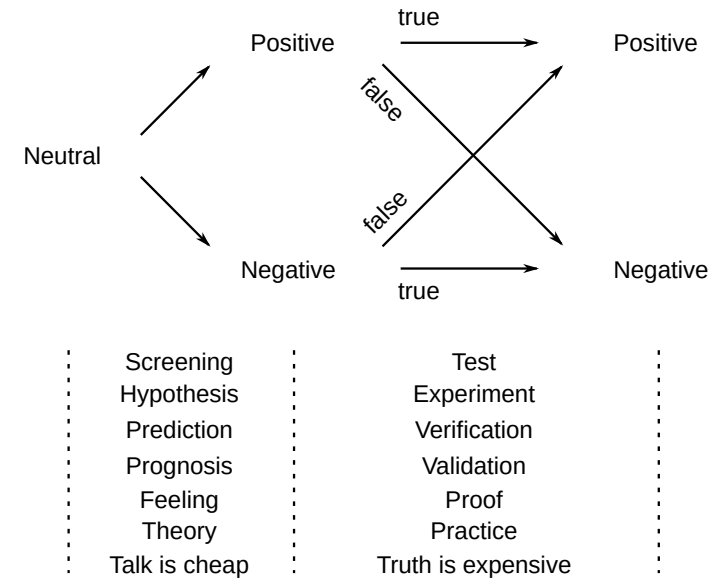 true
Positive Positive
false
Neutral
false
Negative Negative
true
Screening Test
Hypothesis Experiment
Prediction Verification
Prognosis Validation
Feeling Proof
Theory Practice
Talk is cheap Truth is expensive